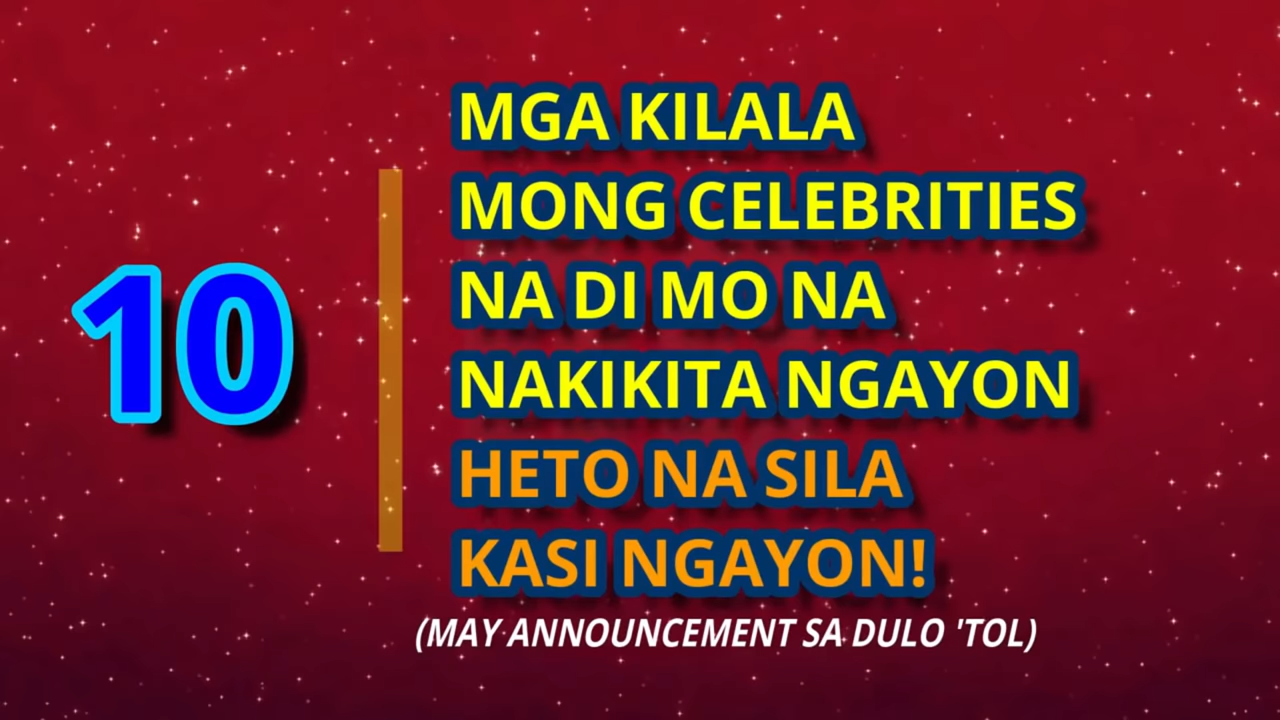 10
MGA KILALA
MONG CELEBRITIES
NA DI MO NA
NAKIKITA NGAYON
HETO NA SILA
KASI NGAYON!
(MAY ANNOUNCEMENT SA DULO 'TOL)